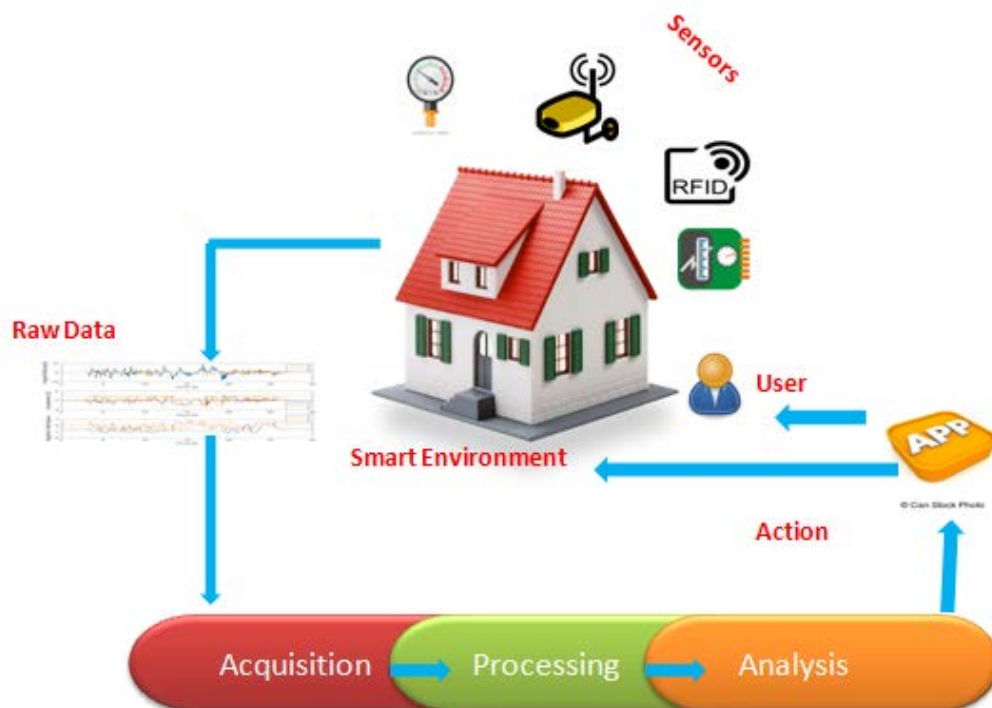 Sensors
RFID
Raw Data
User
APP
Smart Environment
© Can Stock Photo
Action
Acquisition
Processing
Analysis